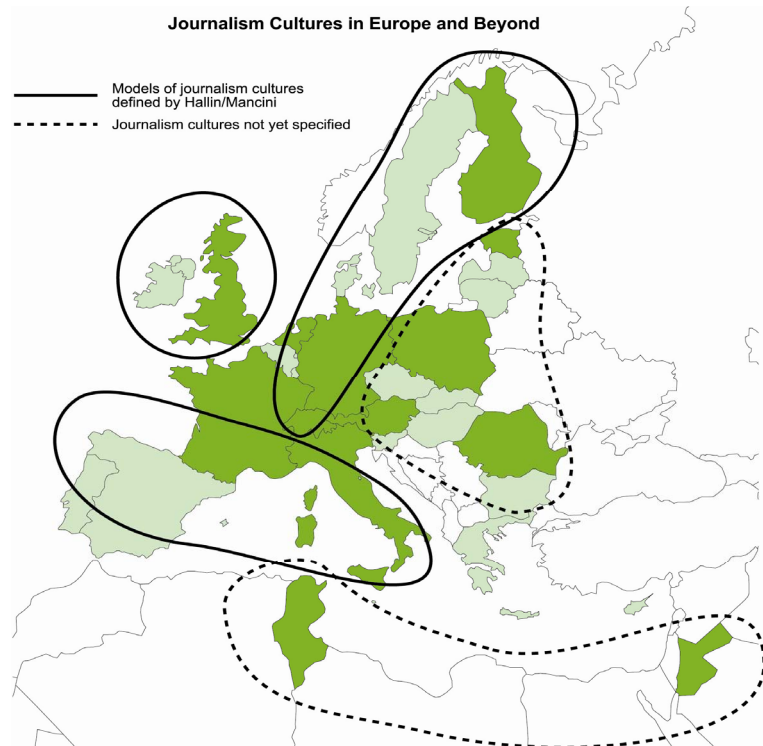 Journalism Cultures in Europe and Beyond
Models of journalism cultures
defined by Hallin/Mancini
Journalism cultures not yet specified